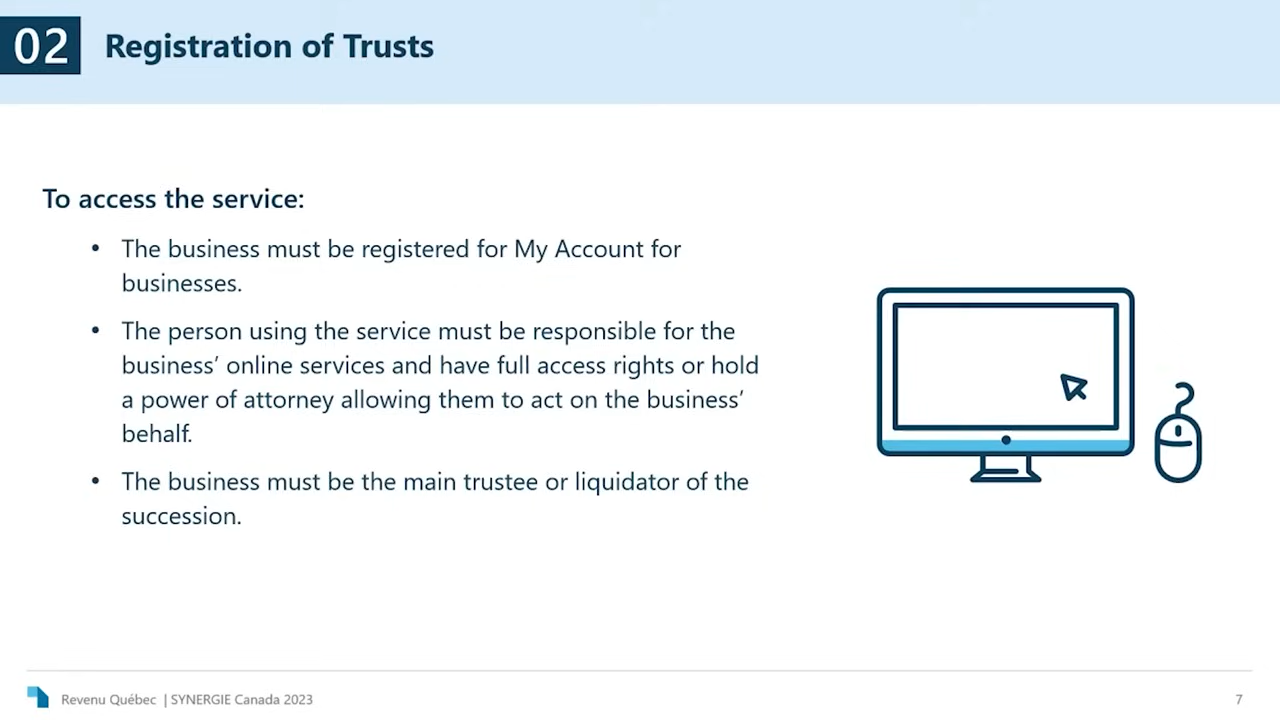 02
Registration of Trusts
To access the service:
• The business must be registered for My Account for
businesses.
• The person using the service must be responsible for the
business’ online services and have full access rights or hold
a power of attorney allowing them to act on the business’
behalf.
• The business must be the main trustee or liquidator of the
succession.
Revenu Québec | SYNERGIE Canada 2023
7